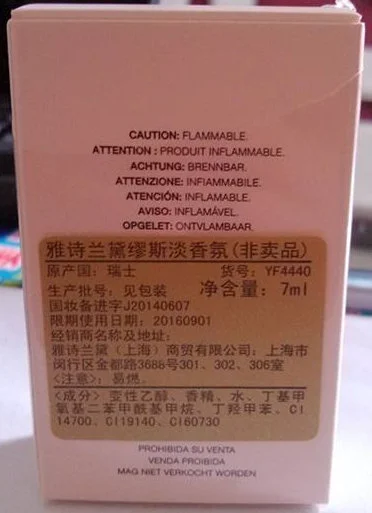 CAUTION: FLAMMABLE.
ATTENTION : PRODUIT INFLAMMABLE.
ACHTUNG: BRENNBAR.
ATTENZIONE: INFIAMMABILE.
ATENCIÓN: INFLAMABLE.
AVISO: INFLAMÁVEL.
OPGELET: ONTVLAMBAAR.
雅诗兰黛缪斯淡香氛(非卖品)
原产国：瑞士 货号：YF4440
生产批号：见包装 净含量：7ml
国妆备进字J20140607
限期使用日期：20160901
经销商名称及地址：
雅诗兰黛（上海）商贸有限公司：上海市
闵行区金都路3688号301、302、306室
<注意>：易燃。
<成分> 变性乙醇、香精、水、丁基甲
氧基二苯甲酰基甲烷、丁羟甲苯、CI
14700、CI19140、CI60730
PROHIBIDA SU VENTA
VENDA PROIBIDA
MAG NIET VERKOCHT WORDEN